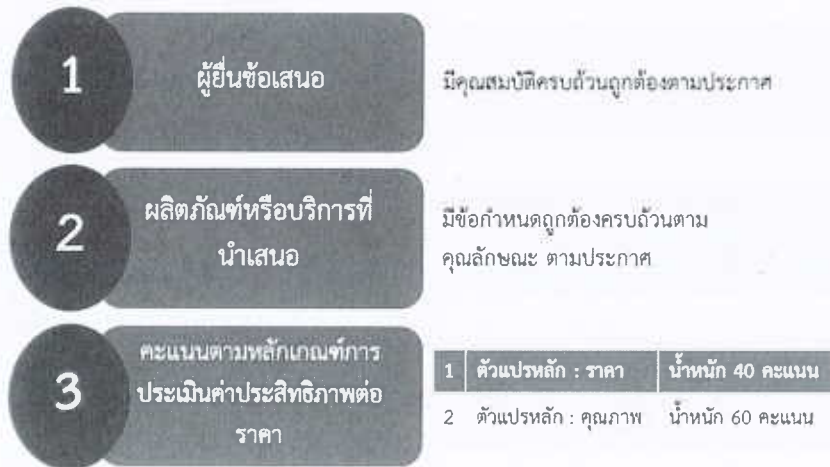 1
ผู้ยื่นข้อเสนอ
มีคุณสมบัติครบถ้วนถูกต้องตามประกาศ
2
ผลิตภัณฑ์หรือบริการที่
นำเสนอ
มีข้อกำหนดถูกต้องครบถ้วนตาม
คุณลักษณะ ตามประกาศ
3
คะแนนตามหลักเกณฑ์การ
ประเมินค่าประสิทธิภาพต่อ
ราคา
1 ตัวแปรหลัก : ราคา น้ำหนัก 40 คะแนน
2 ตัวแปรหลัก : คุณภาพ น้ำหนัก 60 คะแนน